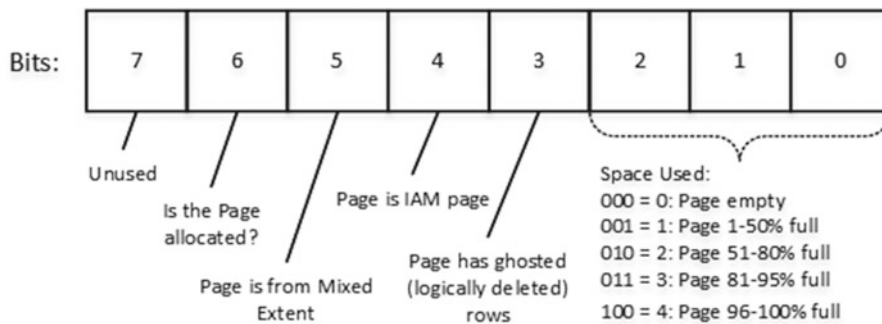 Bits: 7 6 5 4 3 2 1 0
Unused
Is the Page
allocated?
Page is from Mixed
Extent
Page is IAM page
Page has ghosted
(logically deleted)
rows
Space Used:
000 = 0: Page empty
001 = 1: Page 1-50% full
010 = 2: Page 51-80% full
011 = 3: Page 81-95% full
100 = 4: Page 96-100% full